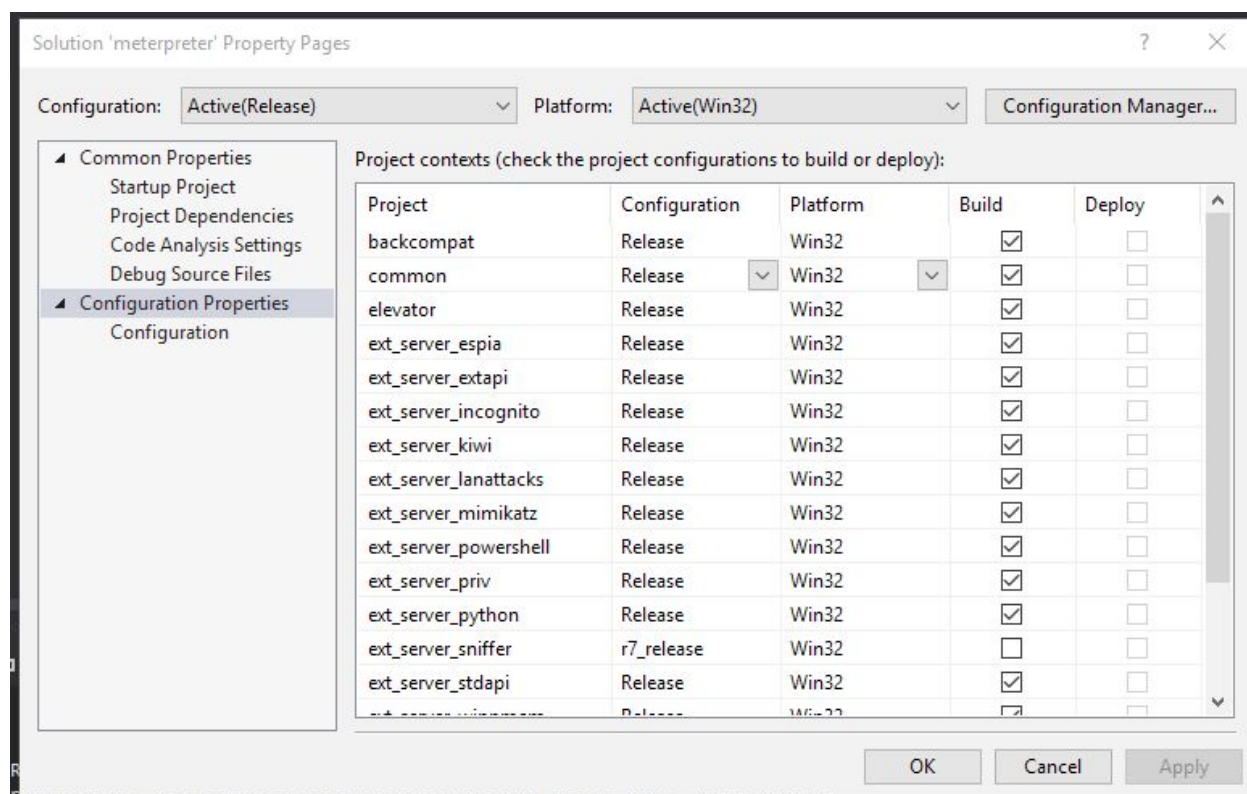 Solution 'meterpreter' Property Pages ? ×
Configuration: Active(Release) Platform: Active(Win32) Configuration Manager...
Common Properties
Startup Project
Project Dependencies
Code Analysis Settings
Debug Source Files
Configuration Properties
Configuration
Project contexts (check the project configurations to build or deploy):
Project Configuration Platform Build Deploy
backcompat Release Win32
common Release Win32
elevator Release Win32
ext_server_espia Release Win32
ext_server_extapi Release Win32
ext_server_incognito Release Win32
ext_server_kiwi Release Win32
ext_server_lanattacks Release Win32
ext_server_mimikatz Release Win32
ext_server_powershell Release Win32
ext_server_priv Release Win32
ext_server_python Release Win32
ext_server_sniffer r7_release Win32
ext_server_stdapi Release Win32
OK Cancel Apply